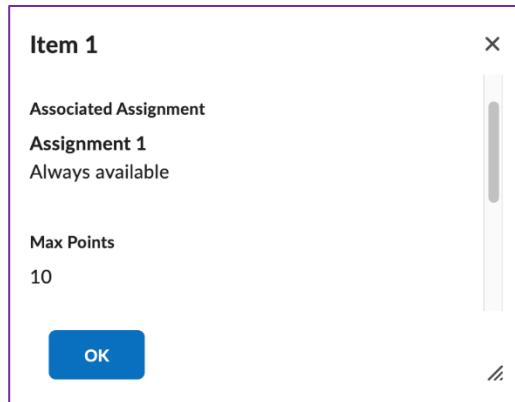 Item 1
Associated Assignment
Assignment 1
Always available
Max Points
10
OK